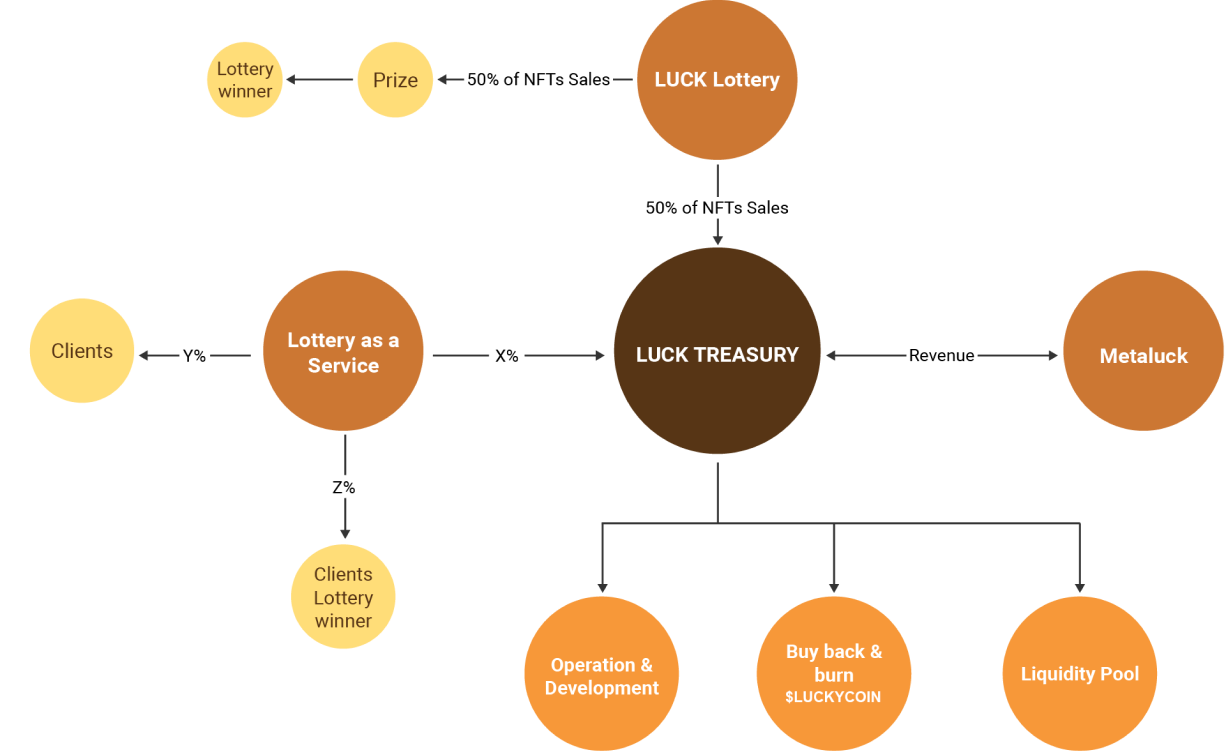 Lottery
winner
Prize
50% of NFTs Sales
LUCK Lottery
50% of NFTs Sales
Clients
Y%
Lottery as a
Service
X%
LUCK TREASURY
Revenue
Metaluck
Z%
Clients
Lottery
winner
Operation &
Development
Buy back &
burn
$LUCKYCOIN
Liquidity Pool